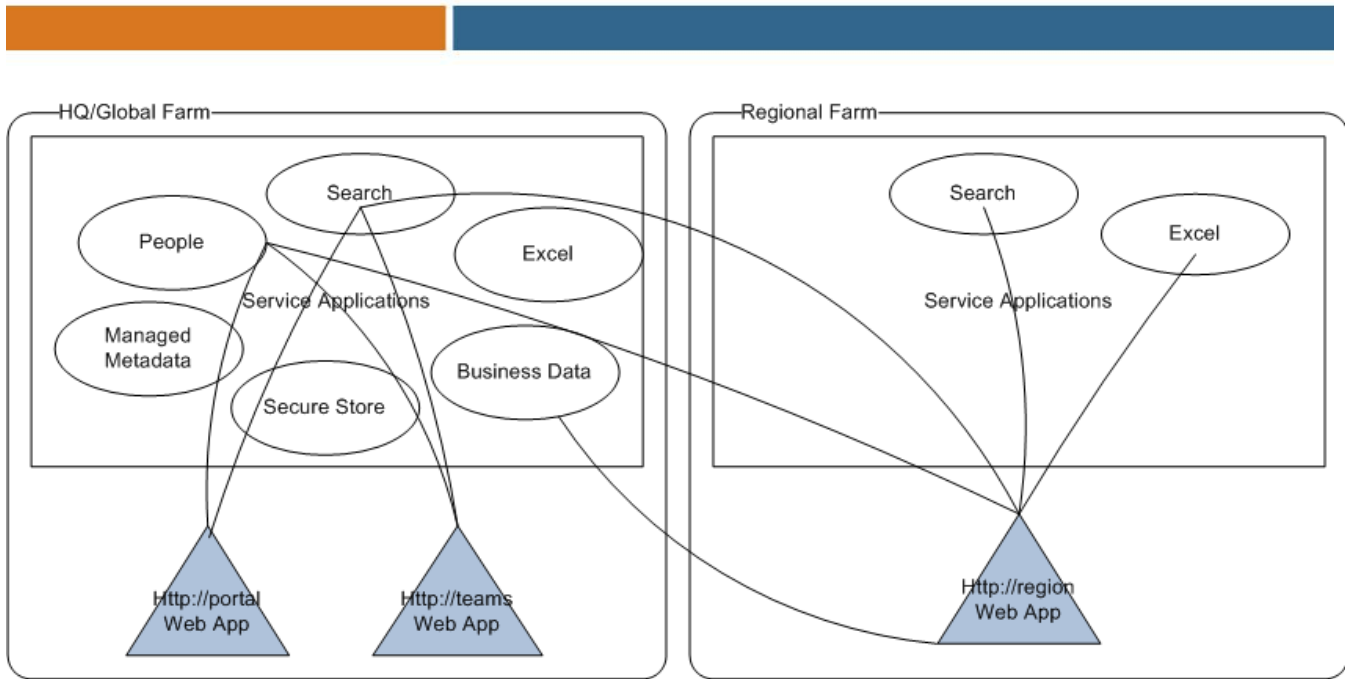 HQ/Global Farm
Search
People
Excel
Service Applications
Managed
Metadata
Business Data
Secure Store
Http://portal
Web App
Http://teams
Web App
Regional Farm
Search
Excel
Service Applications
Http://region
Web App